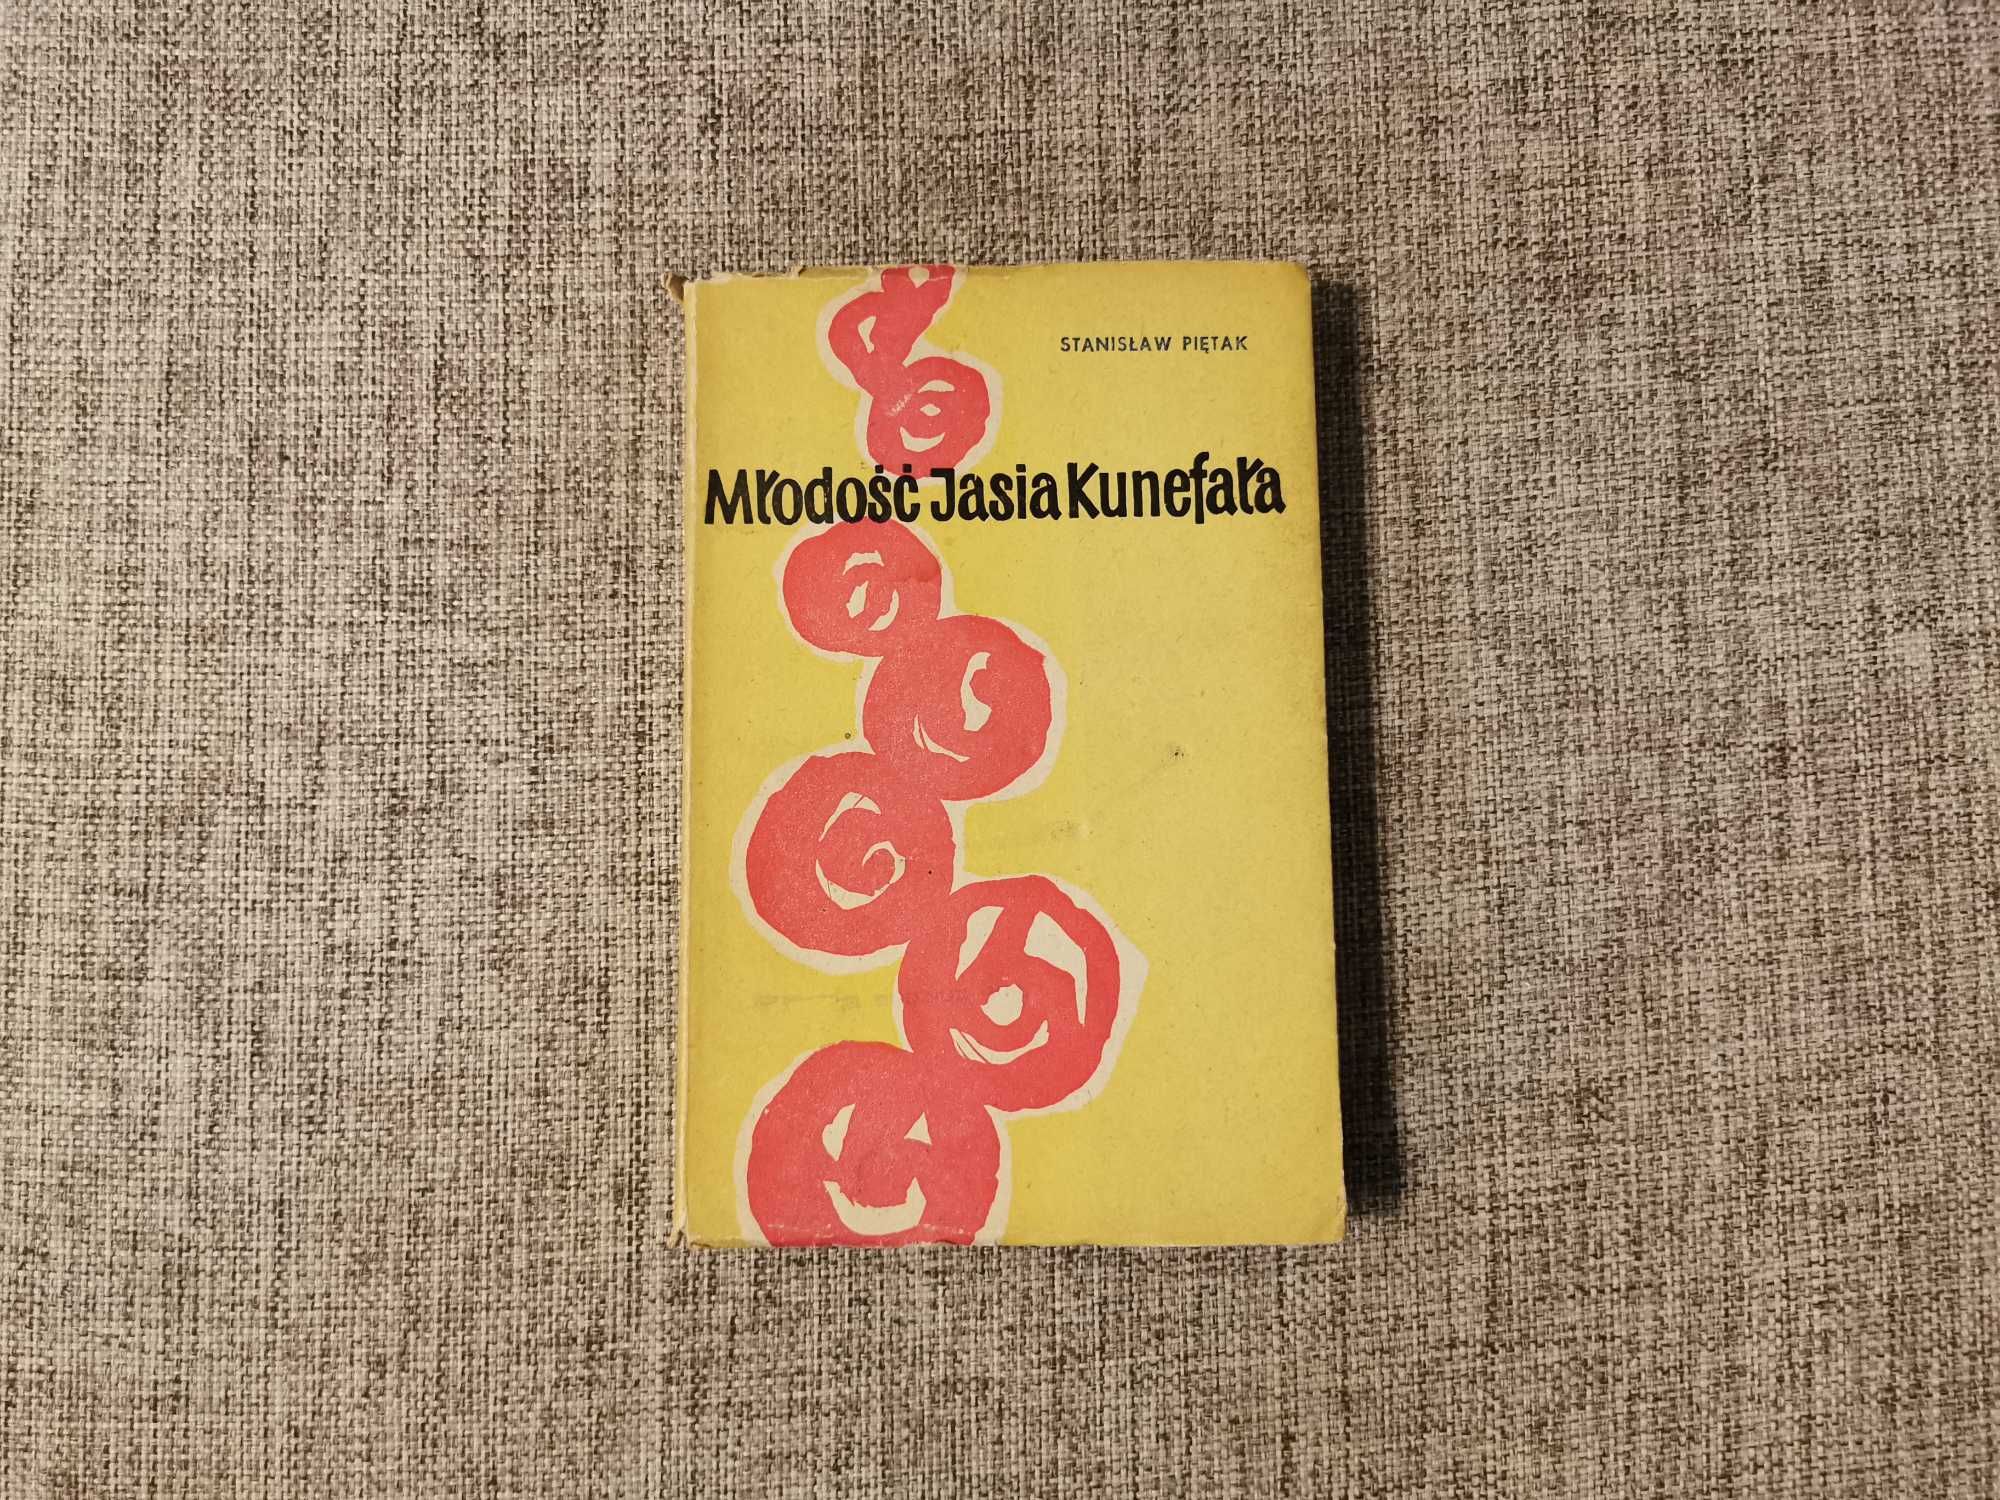 STANISŁAW PIĘTAK
Młodość Jasia Kunefała